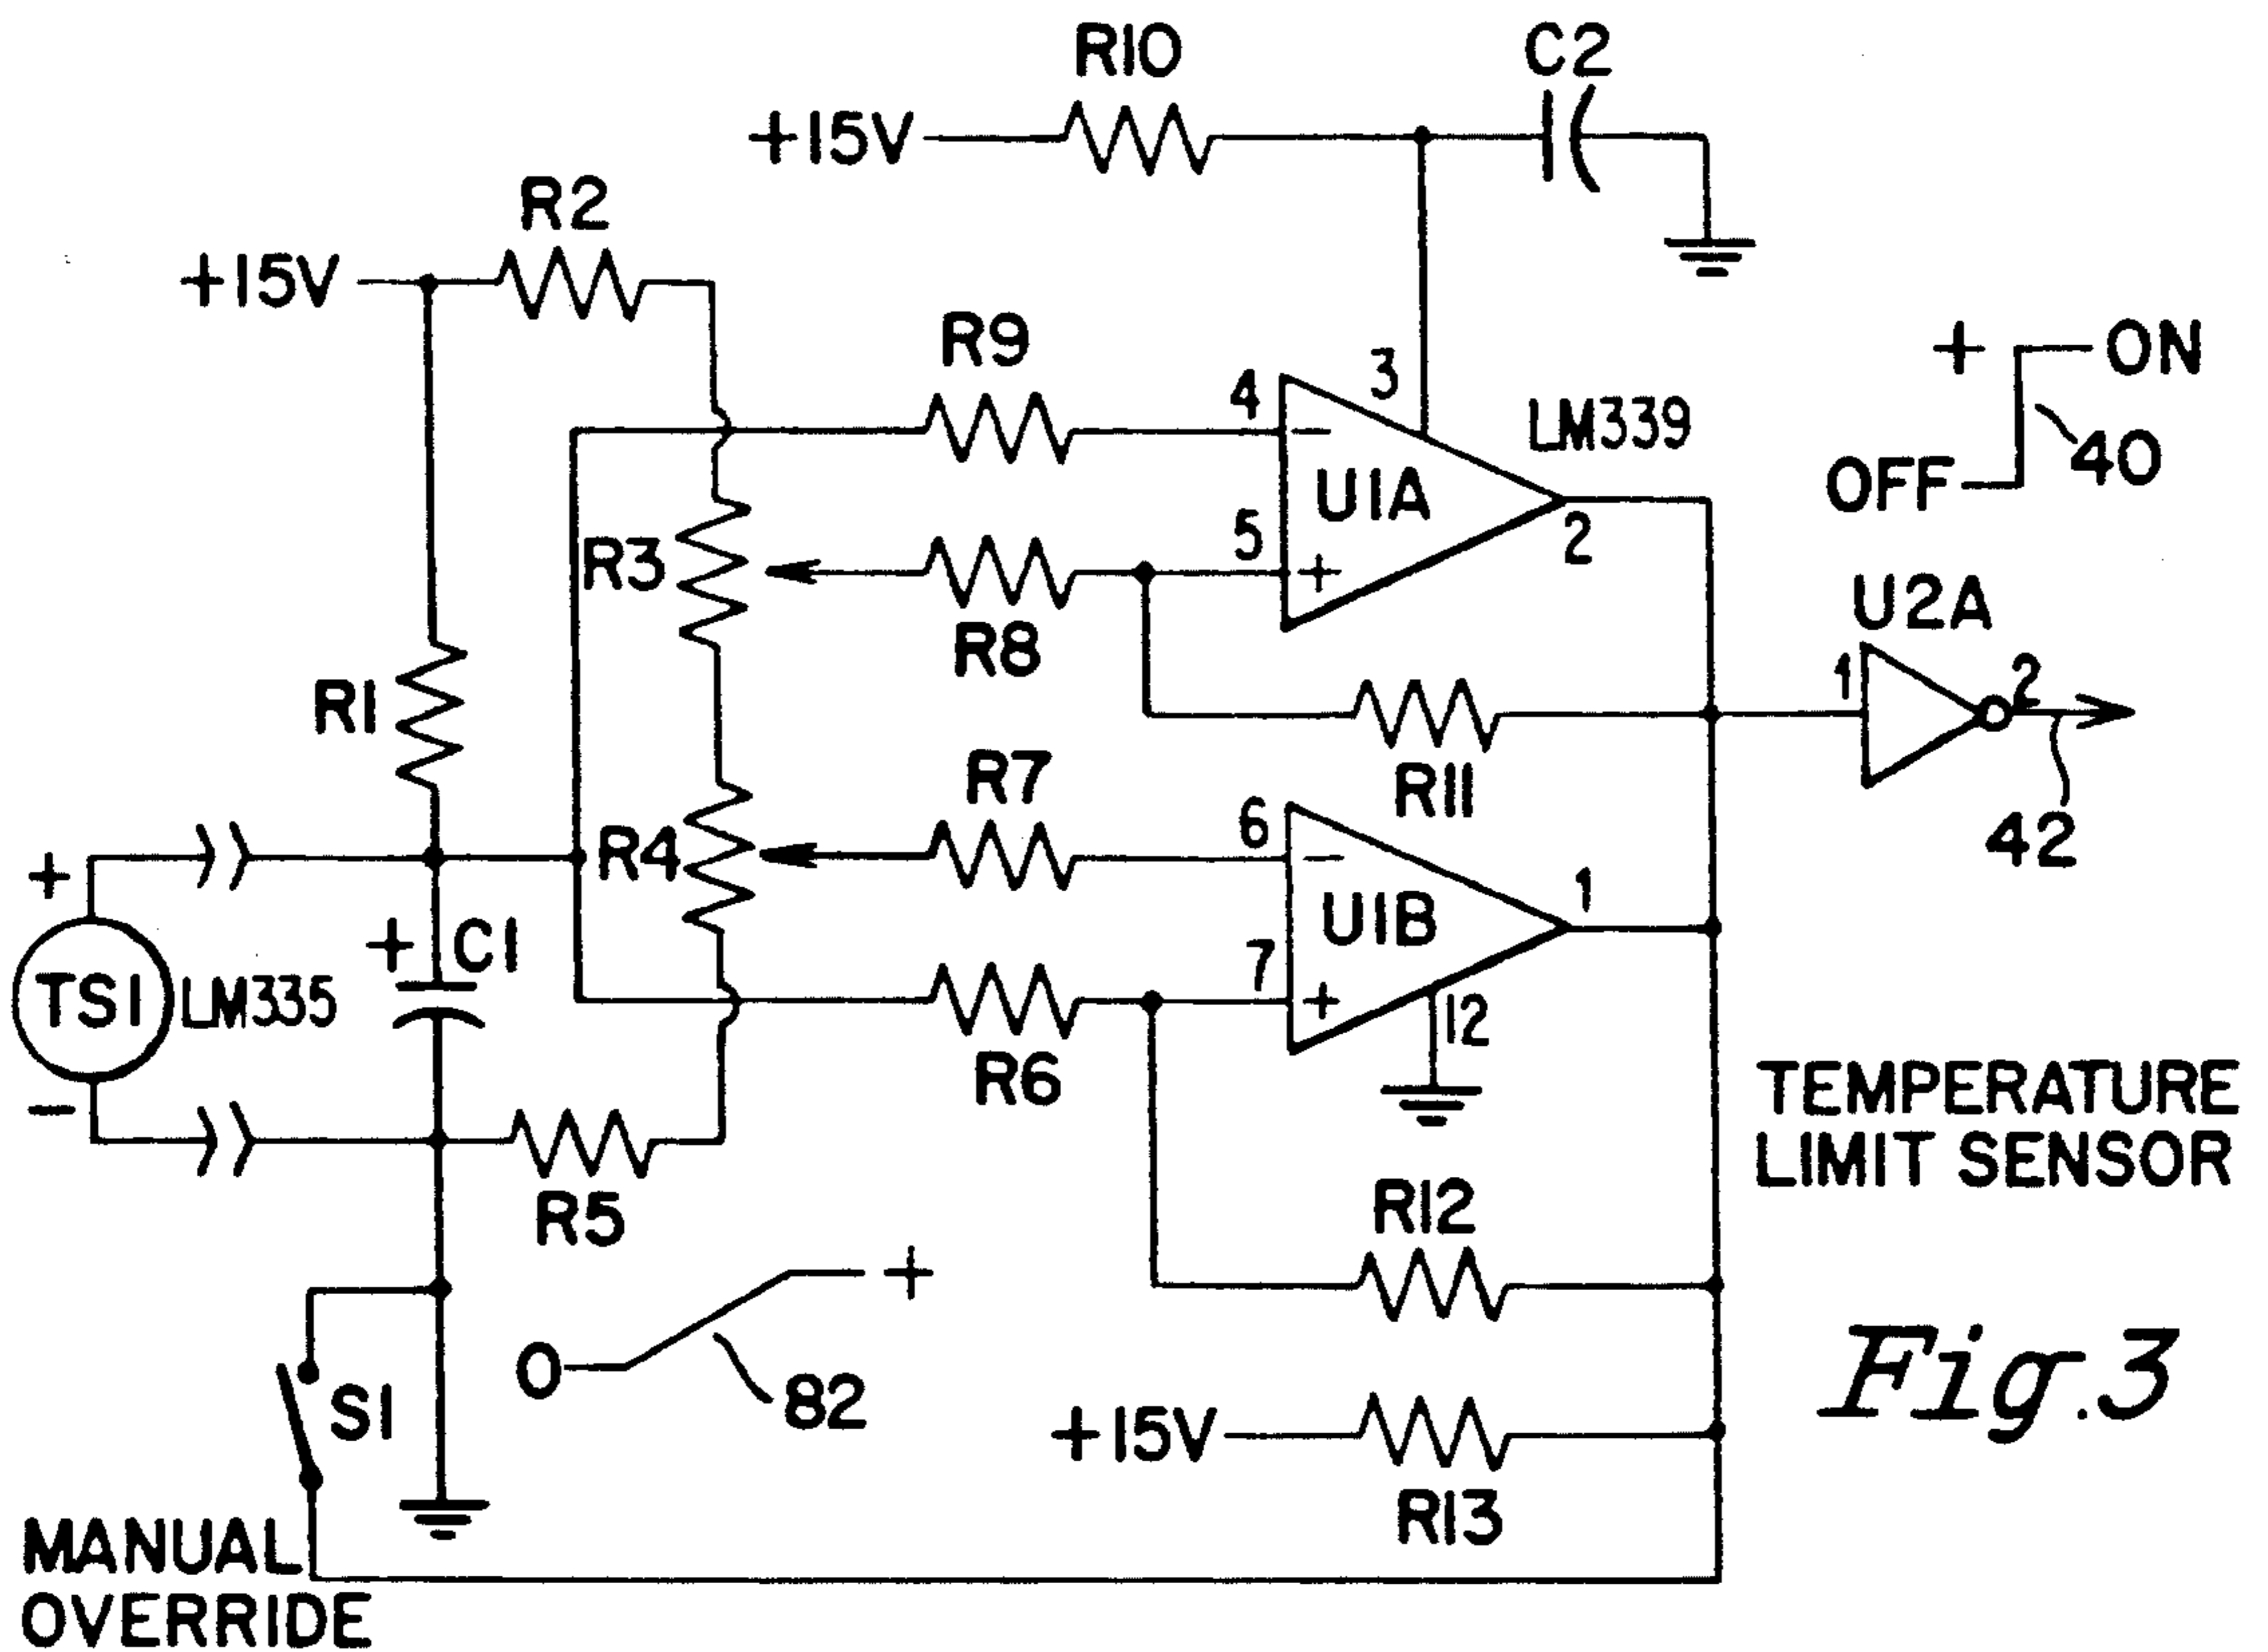 R10
C2
+15V
R2
+15V
R9
4
3
LM339
+
ON
OFF
40
U1A
5
2
R3
R8
U2A
1
2
R1
R11
42
R7
6
R4
1
U1B
+
C1
+
TS1
LM335
7
12
R6
-
R5
TEMPERATURE
LIMIT SENSOR
R12
+
O
82
S1
+15V
R13
Fig.3
MANUAL
OVERRIDE